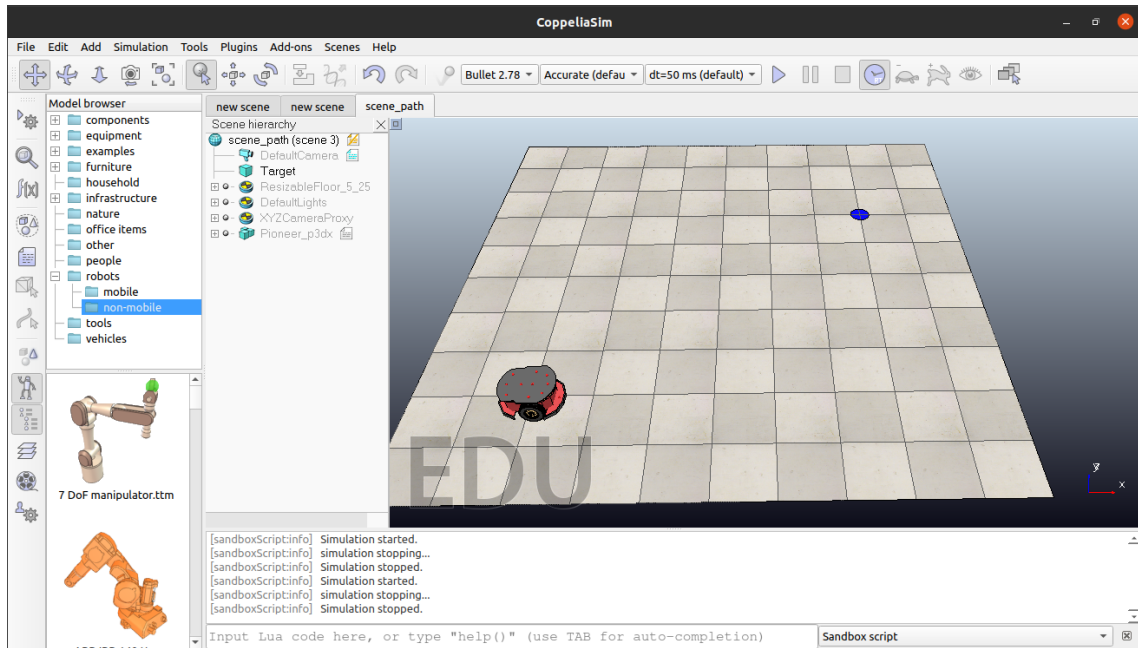 CoppeliaSim
File Edit Add Simulation Tools Plugins Add-ons Scenes Help
Bullet 2.78 Accurate (defau dt=50 ms (default)
Model browser
components
equipment
examples
furniture
household
infrastructure
nature
office items
other
people
robots
mobile
non-mobile
tools
vehicles
7 DoF manipulator.ttm
new scene new scene scene_path
Scene hierarchy
scene_path (scene 3)
DefaultCamera
Target
ResizableFloor_5_25
DefaultLights
XYZCameraProxy
Pioneer_p3dx
f(x)
EDU
x
[sandboxScript:info] Simulation started.
[sandboxScript:info] simulation stopping...
[sandboxScript:info] Simulation stopped.
[sandboxScript:info] Simulation started.
[sandboxScript:info] simulation stopping...
[sandboxScript:info] Simulation stopped.
Input Lua code here, or type "help()" (use TAB for auto-completion)
Sandbox script